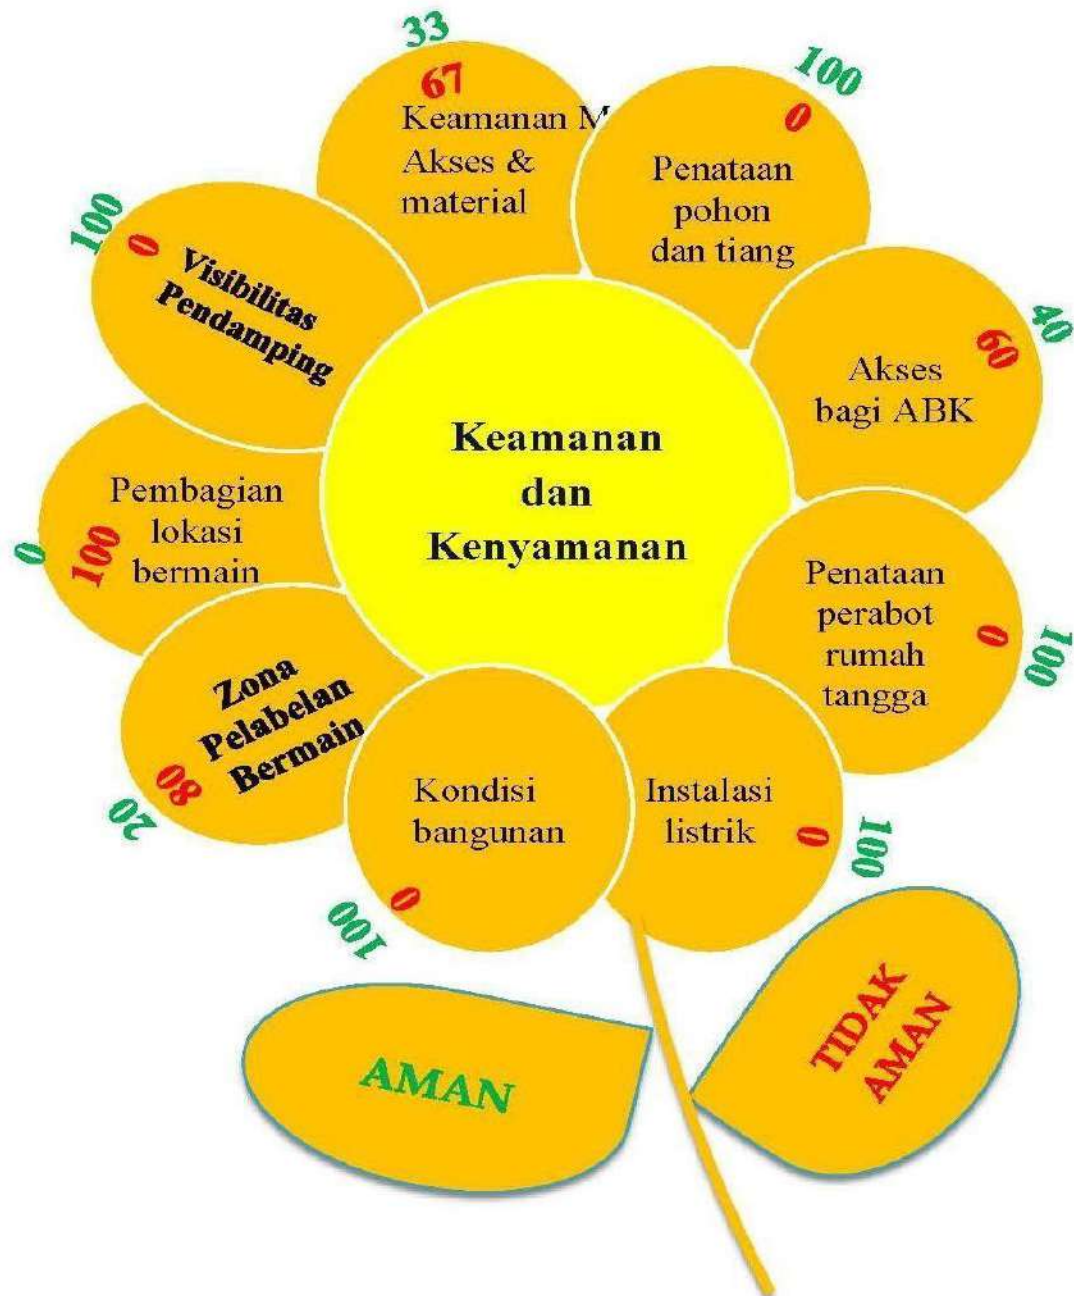 33
67
Keamanan M
Akses &
material
100
0
Penataan
pohon
dan tiang
40
60
Akses
bagi ABK
100
0
Penataan
perabot
rumah
tangga
100
0
Instalasi
listrik
100
0
Kondisi
bangunan
20
80
Zona
Pelabelan
Bermain
0
100
Pembagian
lokasi
bermain
100
0
Visibilitas
Pendamping
Keamanan
dan
Kenyamanan
AMAN
TIDAK
AMAN